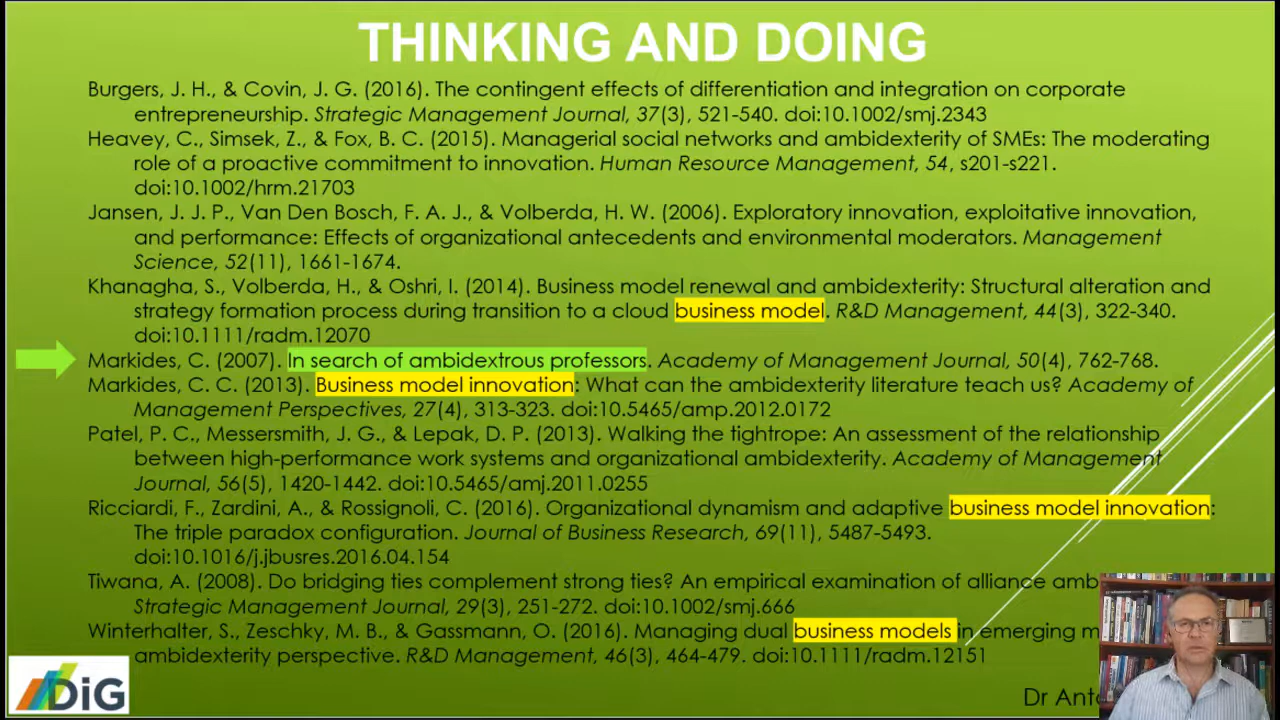 THINKING AND DOING
Burgers, J. H., & Covin, J. G. (2016). The contingent effects of differentiation and integration on corporate
entrepreneurship. Strategic Management Journal, 37(3), 521-540. doi:10.1002/smj.2343
Heavey, C., Simsek, Z., & Fox, B. C. (2015). Managerial social networks and ambidexterity of SMEs: The moderating
role of a proactive commitment to innovation. Human Resource Management, 54, s201-s221.
doi:10.1002/hrm.21703
Jansen, J. J. P., Van Den Bosch, F. A. J., & Volberda, H. W. (2006). Exploratory innovation, exploitative innovation,
and performance: Effects of organizational antecedents and environmental moderators. Management
Science, 52(11), 1661-1674.
Khanagha, S., Volberda, H., & Oshri, I. (2014). Business model renewal and ambidexterity: Structural alteration and
strategy formation process during transition to a cloud business model. R&D Management, 44(3), 322-340.
doi:10.1111/radm.12070
Markides, C. (2007). In search of ambidextrous professors. Academy of Management Journal, 50(4), 762-768.
Markides, C. C. (2013). Business model innovation: What can the ambidexterity literature teach us? Academy of
Management Perspectives, 27(4), 313-323. doi:10.5465/amp.2012.0172
Patel, P. C., Messersmith, J. G., & Lepak, D. P. (2013). Walking the tightrope: An assessment of the relationship
between high-performance work systems and organizational ambidexterity. Academy of Management
Journal, 56(5), 1420-1442. doi:10.5465/amj.2011.0255
Ricciardi, F., Zardini, A., & Rossignoli, C. (2016). Organizational dynamism and adaptive business model innovation:
The triple paradox configuration. Journal of Business Research, 69(11), 5487-5493.
doi:10.1016/j.jbusres.2016.04.154
Tiwana, A. (2008). Do bridging ties complement strong ties? An empirical examination of alliance amb
Strategic Management Journal, 29(3), 251-272. doi:10.1002/smj.666
Winterhalter, S., Zeschky, M. B., & Gassmann, O. (2016). Managing dual business models in emerging m
ambidexterity perspective. R&D Management, 46(3), 464-479. doi:10.1111/radm.12151
DiG
Dr Ant